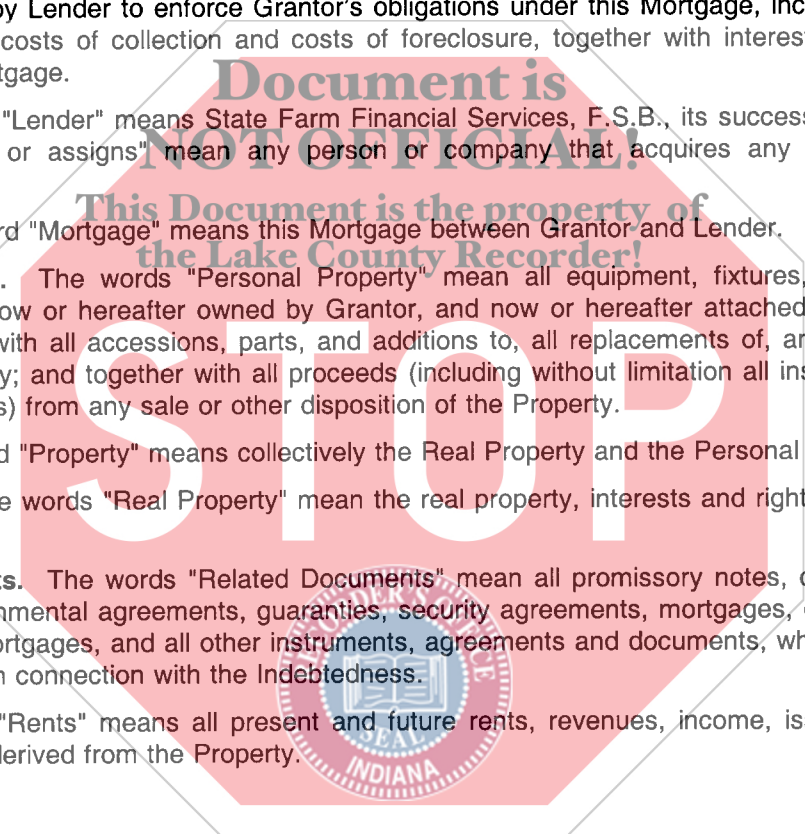 by Lender to enforce Grantor's obligations under this Mortgage, inc
costs of collection and costs of foreclosure, together with interes
tgage.
Document is
"Lender" means State Farm Financial Services, F.S.B., its success
NOT OFFICIAL!
or assigns" mean any person or company that acquires any
This Document is the property of
rd "Mortgage" means this Mortgage between Grantor and Lender.
the Lake County Recorder!
. The words "Personal Property" mean all equipment, fixtures,
ow or hereafter owned by Grantor, and now or hereafter attached
with all accessions, parts, and additions to, all replacements of, an
y; and together with all proceeds (including without limitation all ins
s) from any sale or other disposition of the Property.
STOP
d "Property" means collectively the Real Property and the Personal
e words "Real Property" mean the real property, interests and right
ts. The words "Related Documents" mean all promissory notes, c
nmental agreements, guaranties, security agreements, mortgages,
ortgages, and all other instruments, agreements and documents, wh
n connection with the Indebtedness.
RECORDER'S OFFICE
SEAL
INDIANA
"Rents" means all present and future rents, revenues, income, is
derived from the Property.